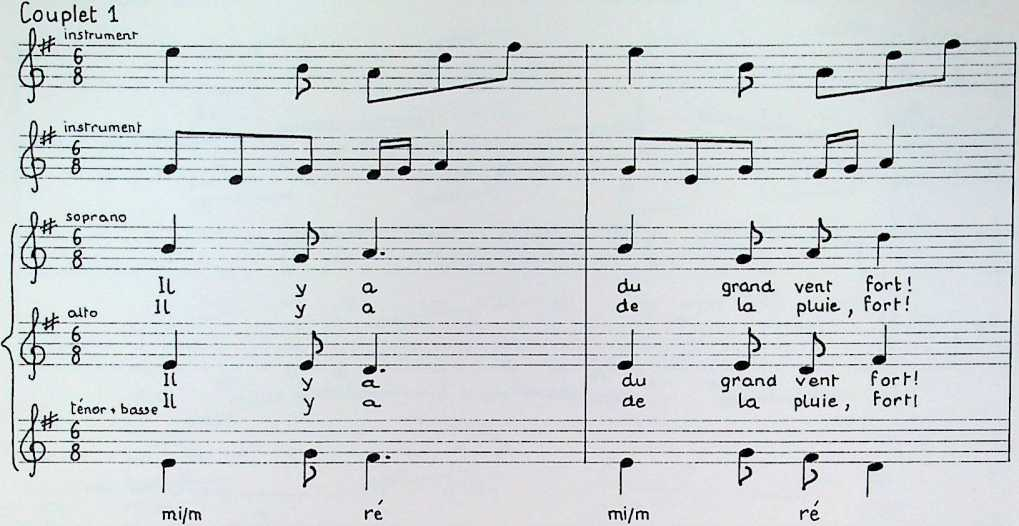 Couplet 1
instrument
6
8
instrument
6
8
soprano
6
8
Il y a du grand vent fort!
Il y a de la pluie, fort!
alto
6
8
Il y a du grand vent fort!
Il y a de la pluie, fort!
ténor + basse
6
8
mi/m ré mi/m ré